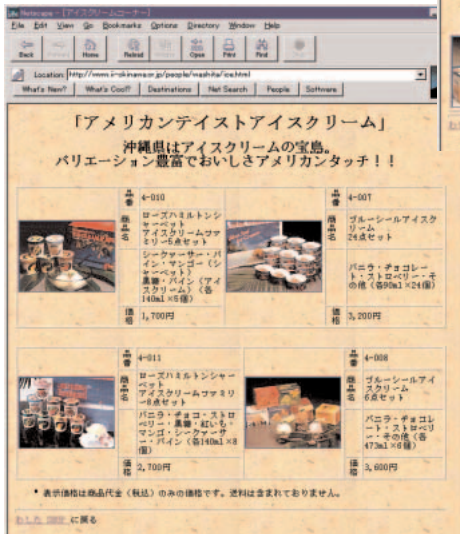 Netscape - [アイスクリームコーナー]
File Edit View Go Bookmarks Options Directory Window Help
Back Home Reload Open Print Find
Location: http://www.ii-okinawa.or.jp/people/washita/ice.html
What's New? What's Cool? Destinations Net Search People Software
「アメリカンテイストアイスクリーム」
沖縄県はアイスクリームの宝島。
バリエーション豊富でおいしさアメリカンタッチ！！
品番 4-010
商品名 ローズハミルトンシャーベット
アイスクリームファミリー5点セット
シークァーサー・パイン・マンゴー（シャーベット）
黒糖・パイン（アイスクリーム）（各140ml×5個）
価格 1,700円
品番 4-007
商品名 ブルーシールアイスクリーム
24点セット
バニラ・チョコレート・ストロベリー・その他（各90ml×24個）
価格 3,200円
品番 4-011
商品名 ローズハミルトンシャーベット
アイスクリームファミリー8点セット
バニラ・チョコ・ストロベリー・黒糖・紅いも・マンゴ・シークァーサー・パイン（各140ml×8個）
価格 2,700円
品番 4-008
商品名 ブルーシールアイスクリーム
6点セット
バニラ・チョコレート・ストロベリー・その他（各473ml×6個）
価格 3,600円
• 表示価格は商品代金（税込）のみの価格です。送料は含まれておりません。
に戻る